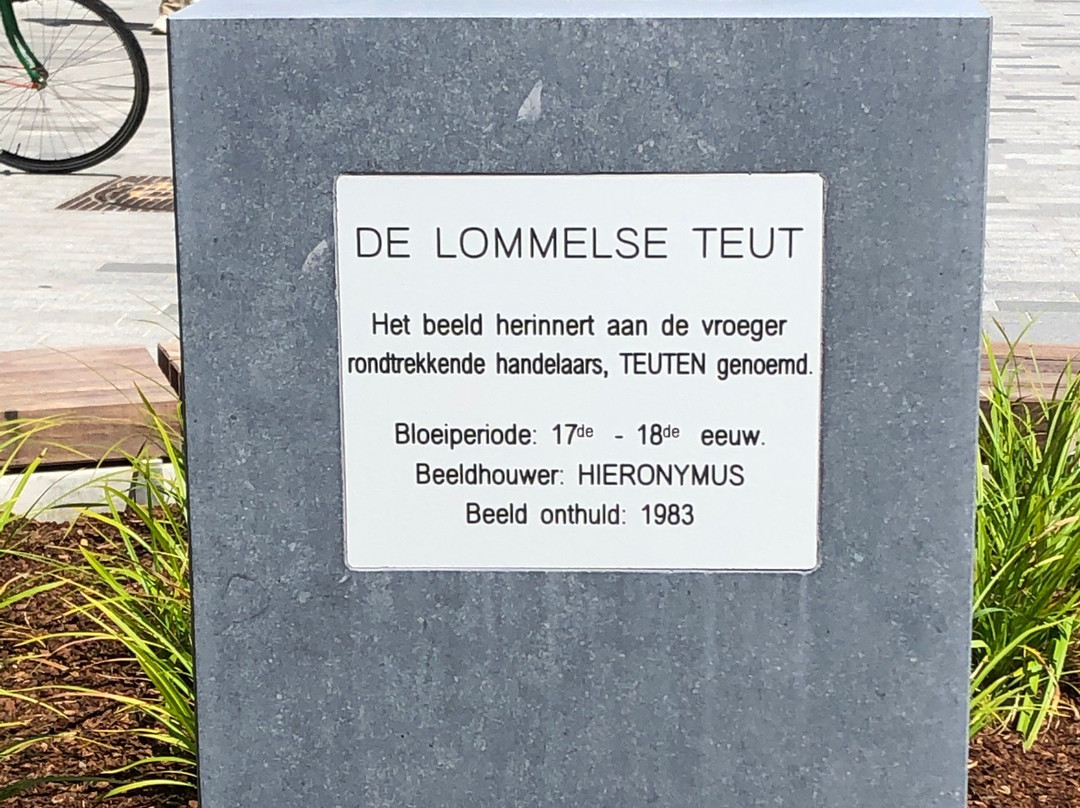 DE LOMMELSE TEUT
Het beeld herinnert aan de vroeger
rondtrekkende handelaars, TEUTEN genoemd.
Bloeiperiode: 17de - 18de eeuw.
Beeldhouwer: HIERONYMUS
Beeld onthuld: 1983